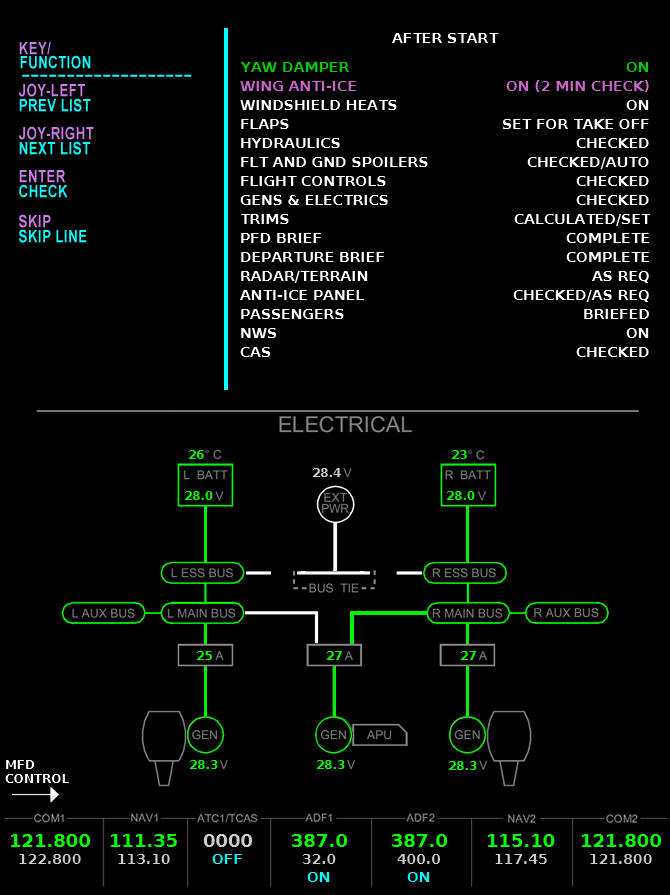 KEY/
FUNCTION
JOY-LEFT
PREV LIST
JOY-RIGHT
NEXT LIST
ENTER
CHECK
SKIP
SKIP LINE
AFTER START
YAW DAMPER ON
WING ANTI-ICE ON (2 MIN CHECK)
WINDSHIELD HEATS ON
FLAPS SET FOR TAKE OFF
HYDRAULICS CHECKED
FLT AND GND SPOILERS CHECKED/AUTO
FLIGHT CONTROLS CHECKED
GENS & ELECTRICS CHECKED
TRIMS CALCULATED/SET
PFD BRIEF COMPLETE
DEPARTURE BRIEF COMPLETE
RADAR/TERRAIN AS REQ
ANTI-ICE PANEL CHECKED/AS REQ
PASSENGERS BRIEFED
NWS ON
CAS CHECKED
ELECTRICAL
26° C 23° C
L BATT 28.4 V R BATT
28.0 V EXT 28.0 V
PWR
L ESS BUS R ESS BUS
BUS TIE
L AUX BUS L MAIN BUS R MAIN BUS R AUX BUS
25 A 27 A 27 A
GEN GEN APU GEN
28.3 V 28.3 V 28.3 V
MFD
CONTROL
COM1 NAV1 ATC1/TCAS ADF1 ADF2 NAV2 COM2
121.800 111.35 0000 387.0 387.0 115.10 121.800
122.800 113.10 OFF 32.0 400.0 117.45 121.800
ON ON